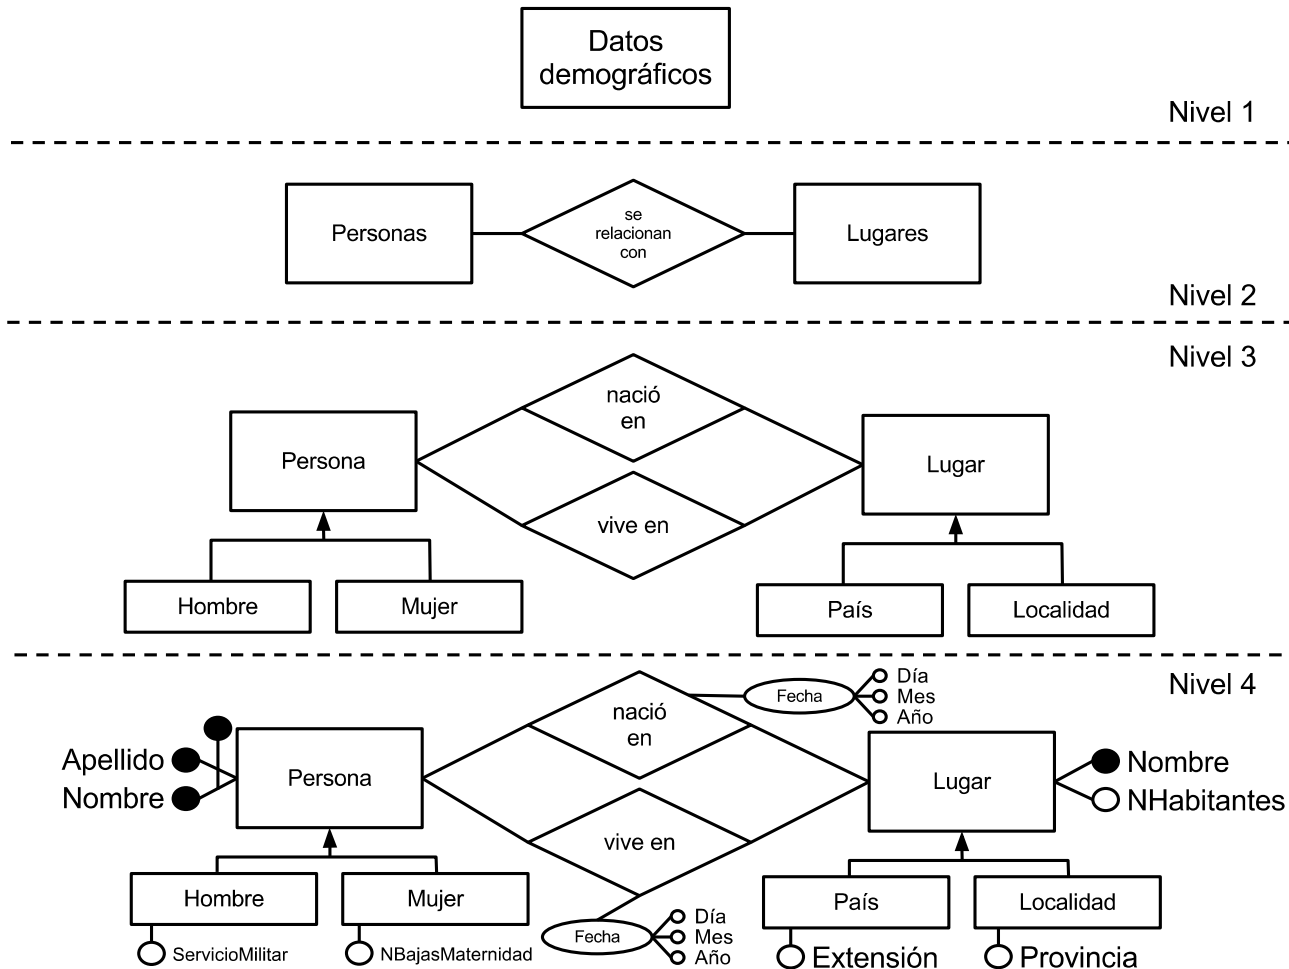 Datos
demográficos
Nivel 1
Personas
se
relacionan
con
Lugares
Nivel 2
Nivel 3
nació
en
Persona
Lugar
vive en
Hombre
Mujer
País
Localidad
Nivel 4
Fecha
Día
Mes
Año
nació
en
Apellido
Nombre
Persona
Lugar
Nombre
NHabitantes
vive en
Hombre
Mujer
País
Localidad
ServicioMilitar
NBajasMaternidad
Fecha
Día
Mes
Año
Extensión
Provincia